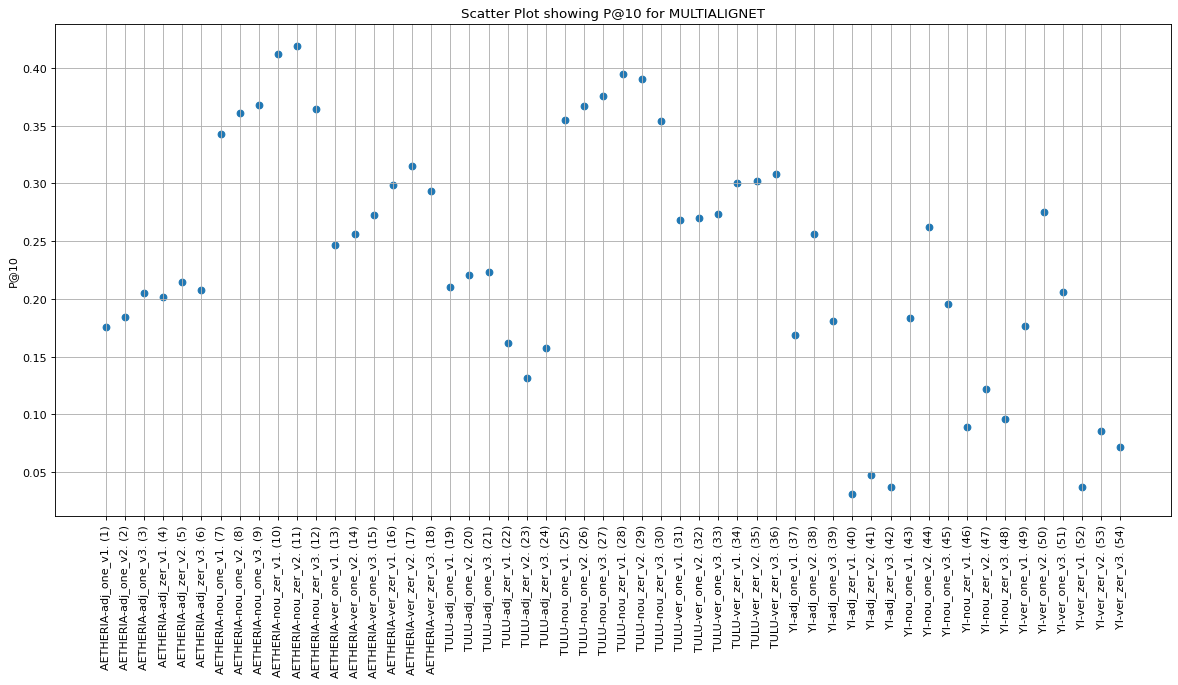 Scatter Plot showing P@10 for MULTIALIGNET
P@10
0.40
0.35
0.30
0.25
0.20
0.15
0.10
0.05
AETHERIA-adj_one_v1. (1)
AETHERIA-adj_one_v2. (2)
AETHERIA-adj_one_v3. (3)
AETHERIA-adj_zer_v1. (4)
AETHERIA-adj_zer_v2. (5)
AETHERIA-adj_zer_v3. (6)
AETHERIA-nou_one_v1. (7)
AETHERIA-nou_one_v2. (8)
AETHERIA-nou_one_v3. (9)
AETHERIA-nou_zer_v1. (10)
AETHERIA-nou_zer_v2. (11)
AETHERIA-nou_zer_v3. (12)
AETHERIA-ver_one_v1. (13)
AETHERIA-ver_one_v2. (14)
AETHERIA-ver_one_v3. (15)
AETHERIA-ver_zer_v1. (16)
AETHERIA-ver_zer_v2. (17)
AETHERIA-ver_zer_v3. (18)
TULU-adj_one_v1. (19)
TULU-adj_one_v2. (20)
TULU-adj_one_v3. (21)
TULU-adj_zer_v1. (22)
TULU-adj_zer_v2. (23)
TULU-adj_zer_v3. (24)
TULU-nou_one_v1. (25)
TULU-nou_one_v2. (26)
TULU-nou_one_v3. (27)
TULU-nou_zer_v1. (28)
TULU-nou_zer_v2. (29)
TULU-nou_zer_v3. (30)
TULU-ver_one_v1. (31)
TULU-ver_one_v2. (32)
TULU-ver_one_v3. (33)
TULU-ver_zer_v1. (34)
TULU-ver_zer_v2. (35)
TULU-ver_zer_v3. (36)
YI-adj_one_v1. (37)
YI-adj_one_v2. (38)
YI-adj_one_v3. (39)
YI-adj_zer_v1. (40)
YI-adj_zer_v2. (41)
YI-adj_zer_v3. (42)
YI-nou_one_v1. (43)
YI-nou_one_v2. (44)
YI-nou_one_v3. (45)
YI-nou_zer_v1. (46)
YI-nou_zer_v2. (47)
YI-nou_zer_v3. (48)
YI-ver_one_v1. (49)
YI-ver_one_v2. (50)
YI-ver_one_v3. (51)
YI-ver_zer_v1. (52)
YI-ver_zer_v2. (53)
YI-ver_zer_v3. (54)